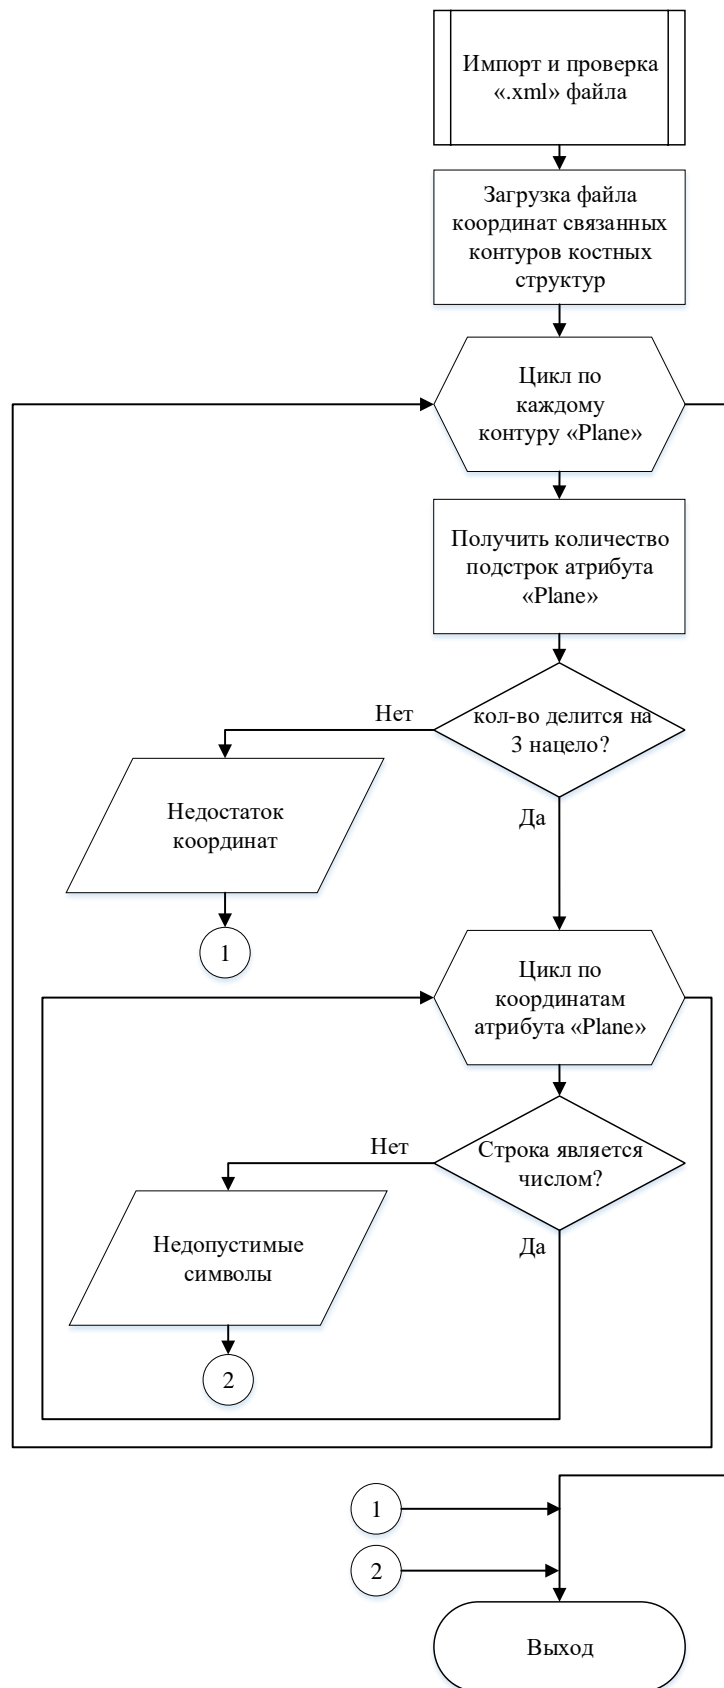 Импорт и проверка
«.xml» файла
Загрузка файла
координат связанных
контуров костных
структур
Цикл по
каждому
контуру «Plane»
Получить количество
подстрок атрибута
«Plane»
Нет
кол-во делится на
3 нацело?
Недостаток
координат
Да
1
Цикл по
координатам
атрибута «Plane»
Нет
Строка является
числом?
Недопустимые
символы
Да
2
1
2
Выход